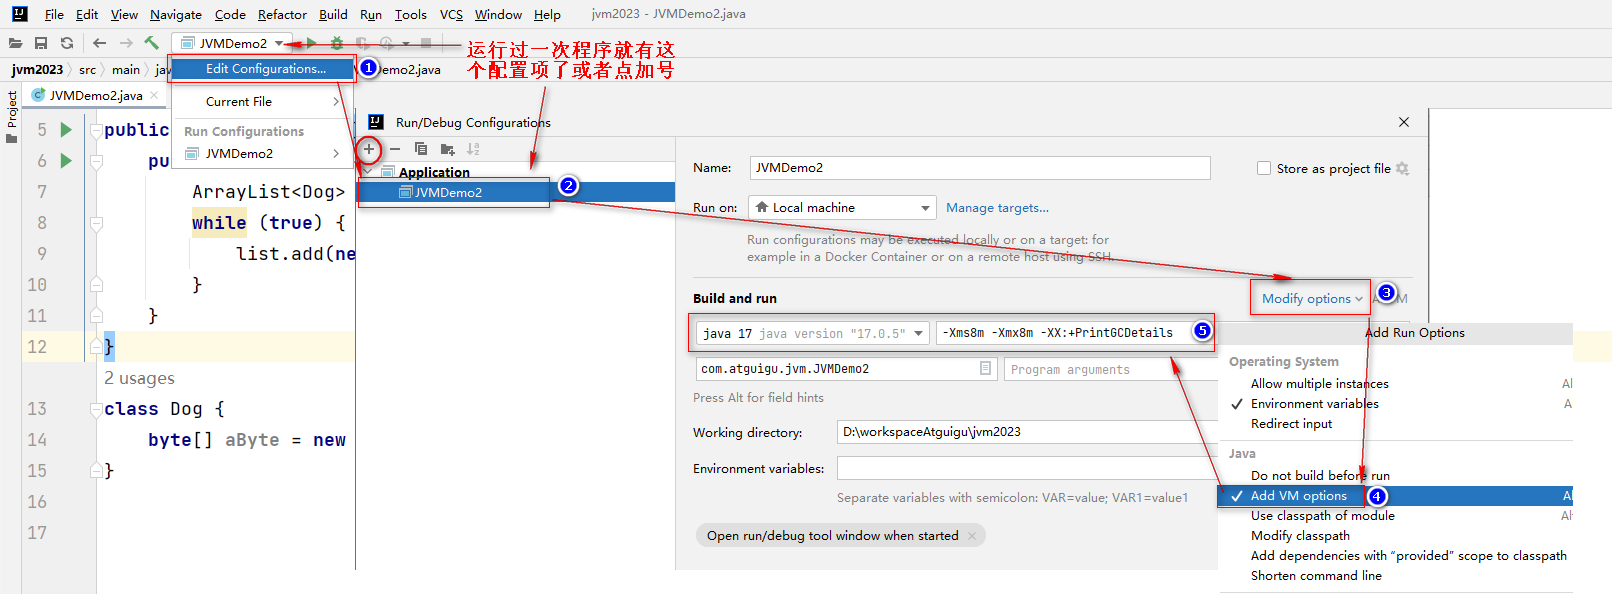 File Edit View Navigate Code Refactor Build Run Tools VCS Window Help jvm2023 - JVMDemo2.java
JVMDemo2
运行过一次程序就有这
个配置项了或者点加号
jvm2023 src main
Edit Configurations...
1
Demo2.java
Project
JVMDemo2.java
Current File
Run Configurations
JVMDemo2
Run/Debug Configurations
5 public
6 pu
7 ArrayList<Dog>
8 while (true) {
9 list.add(ne
10 }
11 }
12 }
2 usages
13 class Dog {
14 byte[] aByte = new
15 }
16
17
Application
JVMDemo2
2
Name: JVMDemo2
Store as project file
Run on: Local machine
Manage targets...
Run configurations may be executed locally or on a target: for
example in a Docker Container or on a remote host using SSH.
Build and run
Modify options
3
java 17 java version "17.0.5"
-Xms8m -Xmx8m -XX:+PrintGCDetails
5
com.atguigu.jvm.JVMDemo2
Program arguments
Press Alt for field hints
Working directory: D:\workspaceAtguigu\jvm2023
Environment variables:
Separate variables with semicolon: VAR=value; VAR1=value1
Open run/debug tool window when started
Add Run Options
Operating System
Allow multiple instances
Environment variables
Redirect input
Java
Do not build before run
Add VM options
4
Use classpath of module
Modify classpath
Add dependencies with “provided” scope to classpath
Shorten command line